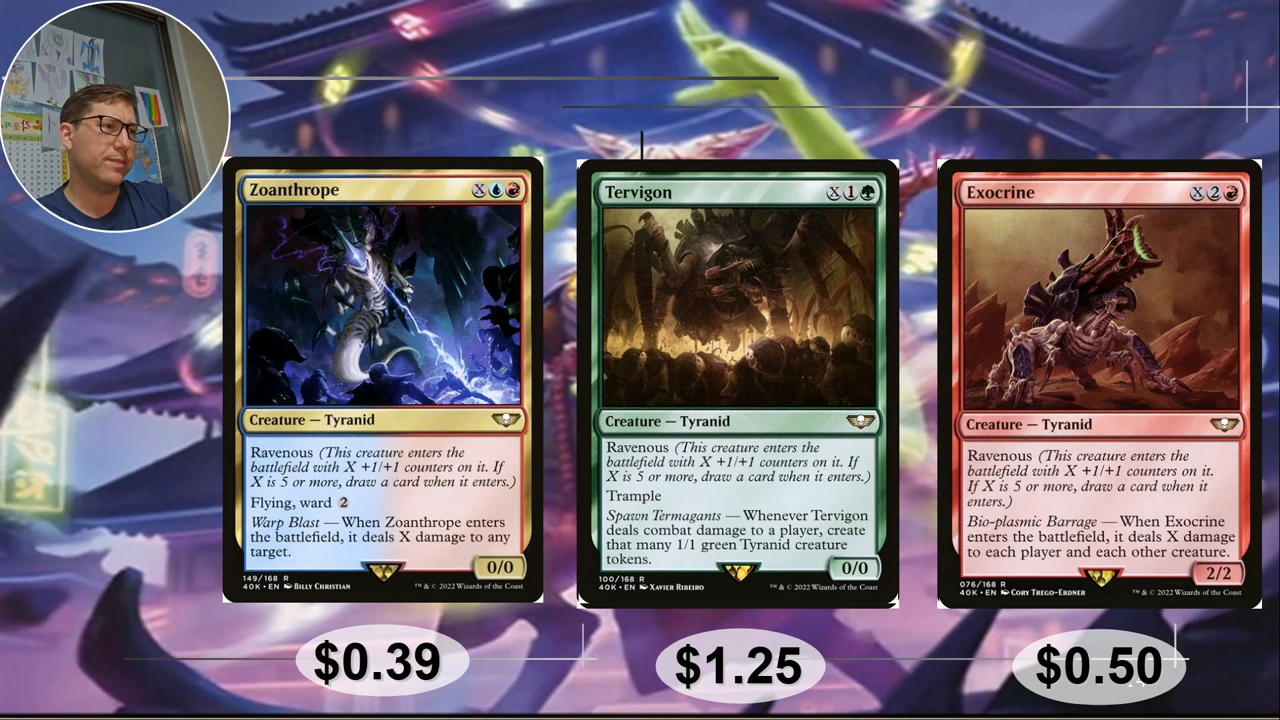 Zoanthrope X
Creature — Tyranid
Ravenous (This creature enters the
battlefield with X +1/+1 counters on it. If
X is 5 or more, draw a card when it enters.)
Flying, ward 2
Warp Blast — When Zoanthrope enters
the battlefield, it deals X damage to any
target.
0/0
149/168 R
40K • EN Billy Christian ™ & © 2022 Wizards of the Coast
$0.39
Tervigon X 1
Creature — Tyranid
Ravenous (This creature enters the
battlefield with X +1/+1 counters on it. If
X is 5 or more, draw a card when it enters.)
Trample
Spawn Termagants — Whenever Tervigon
deals combat damage to a player, create
that many 1/1 green Tyranid creature
tokens.
0/0
100/168 R
40K • EN Xavier Ribeiro ™ & © 2022 Wizards of the Coast
$1.25
Exocrine X 2
Creature — Tyranid
Ravenous (This creature enters the
battlefield with X +1/+1 counters on it.
If X is 5 or more, draw a card when it
enters.)
Bio-plasmic Barrage — When Exocrine
enters the battlefield, it deals X damage
to each player and each other creature.
2/2
076/168 R
40K • EN Cory Trego-Erdner ™ & © 2022 Wizards of the Coast
$0.50